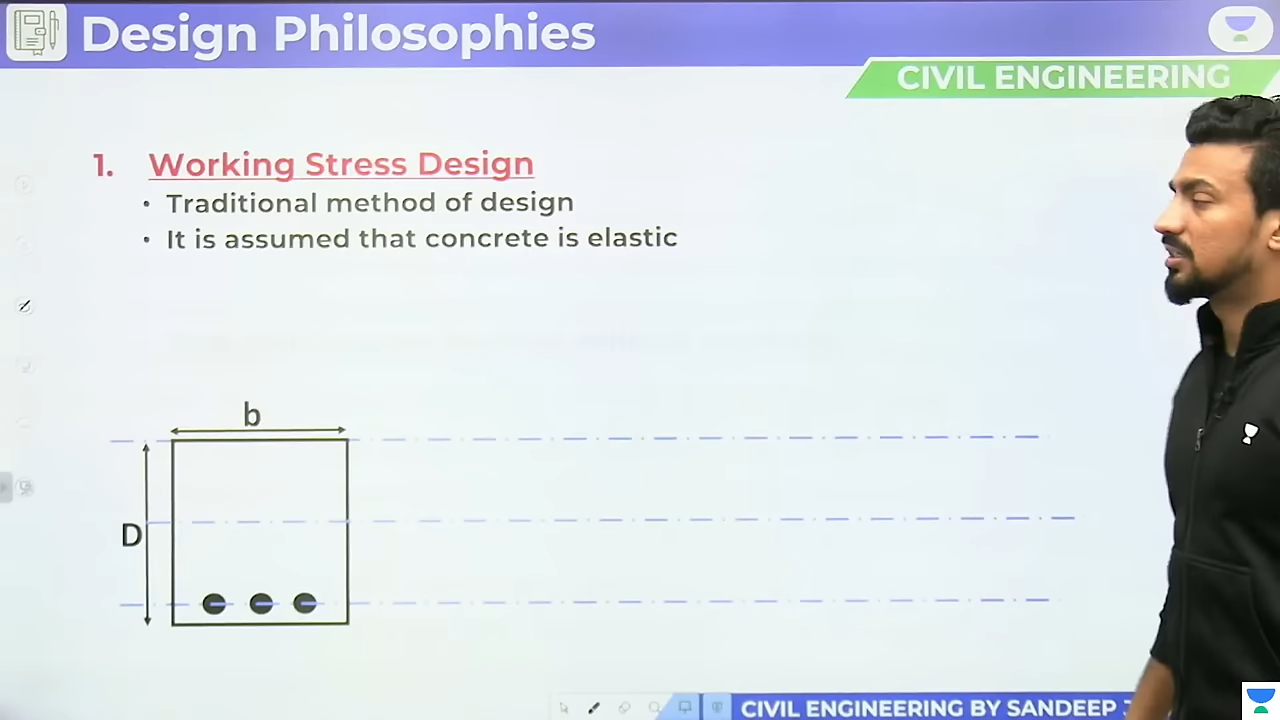 Design Philosophies
CIVIL ENGINEERING
1. Working Stress Design
• Traditional method of design
• It is assumed that concrete is elastic
b
D
CIVIL ENGINEERING BY SANDEEP